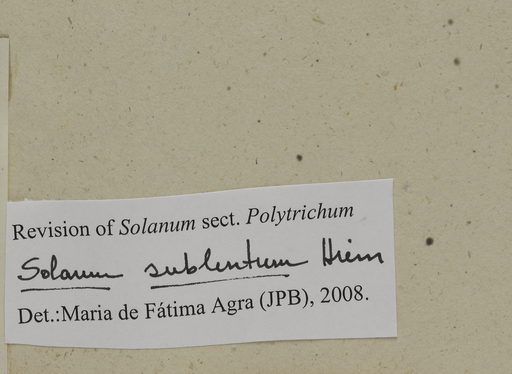 Revision of Solanum sect. Polytrichum
Solanum sublentum Hiern
Det.:Maria de Fátima Agra (JPB), 2008.